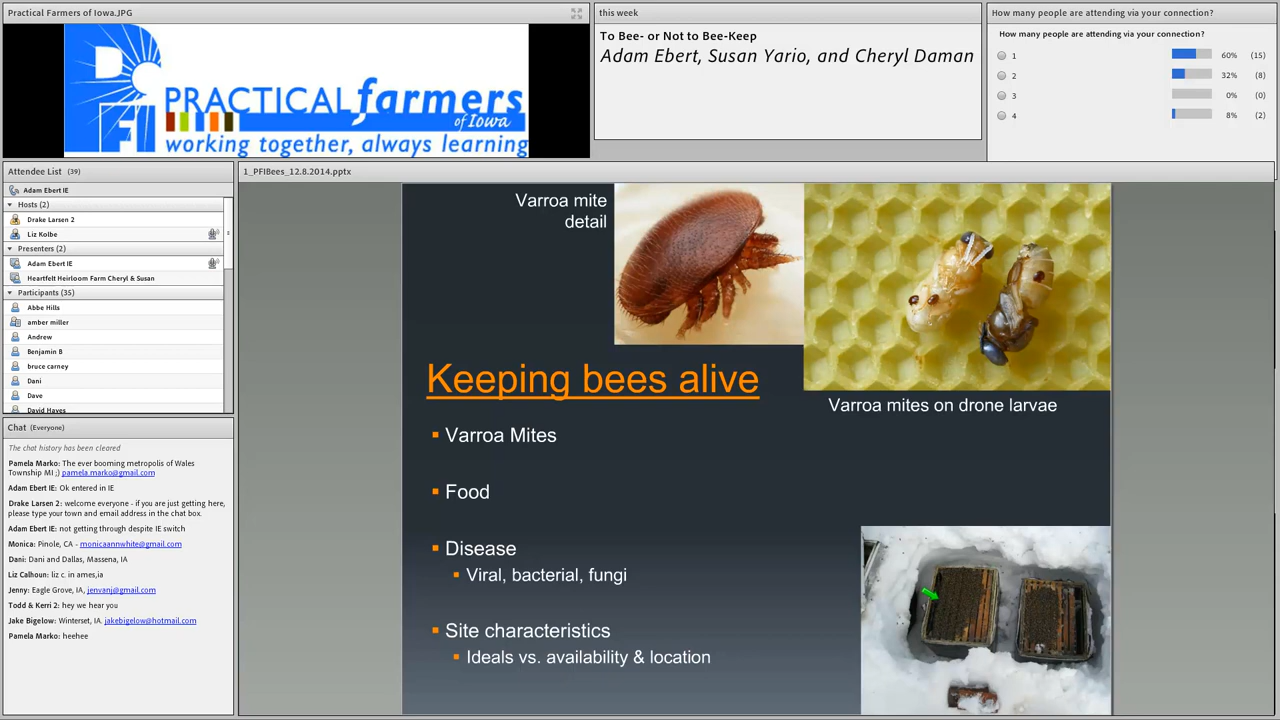 Practical Farmers of Iowa.JPG
PFI
PRACTICAL farmers
of Iowa
working together, always learning
this week
To Bee- or Not to Bee-Keep
Adam Ebert, Susan Yario, and Cheryl Daman
How many people are attending via your connection?
How many people are attending via your connection?
1 60% (15)
2 32% (8)
3 0% (0)
4 8% (2)
Attendee List (39)
Adam Ebert IE
Hosts (2)
Drake Larsen 2
Liz Kolbe
Presenters (2)
Adam Ebert IE
Heartfelt Heirloom Farm Cheryl & Susan
Participants (35)
Abbe Hills
amber miller
Andrew
Benjamin B
bruce carney
Dani
Dave
David Hayes
Chat (Everyone)
The chat history has been cleared
Pamela Marko: The ever booming metropolis of Wales
Township MI ;) pamela.marko@gmail.com
Adam Ebert IE: Ok entered in IE
Drake Larsen 2: welcome everyone - if you are just getting here,
please type your town and email address in the chat box.
Adam Ebert IE: not getting through despite IE switch
Monica: Pinole, CA - monicaannwhite@gmail.com
Dani: Dani and Dallas, Massena, IA
Liz Calhoun: liz c. in ames,ia
Jenny: Eagle Grove, IA, jenvanj@gmail.com
Todd & Kerri 2: hey we hear you
Jake Bigelow: Winterset, IA. jakebigelow@hotmail.com
Pamela Marko: heehee
1_PFIBees_12.8.2014.pptx
Varroa mite
detail
Varroa mites on drone larvae
Keeping bees alive
Varroa Mites
Food
Disease
Viral, bacterial, fungi
Site characteristics
Ideals vs. availability & location